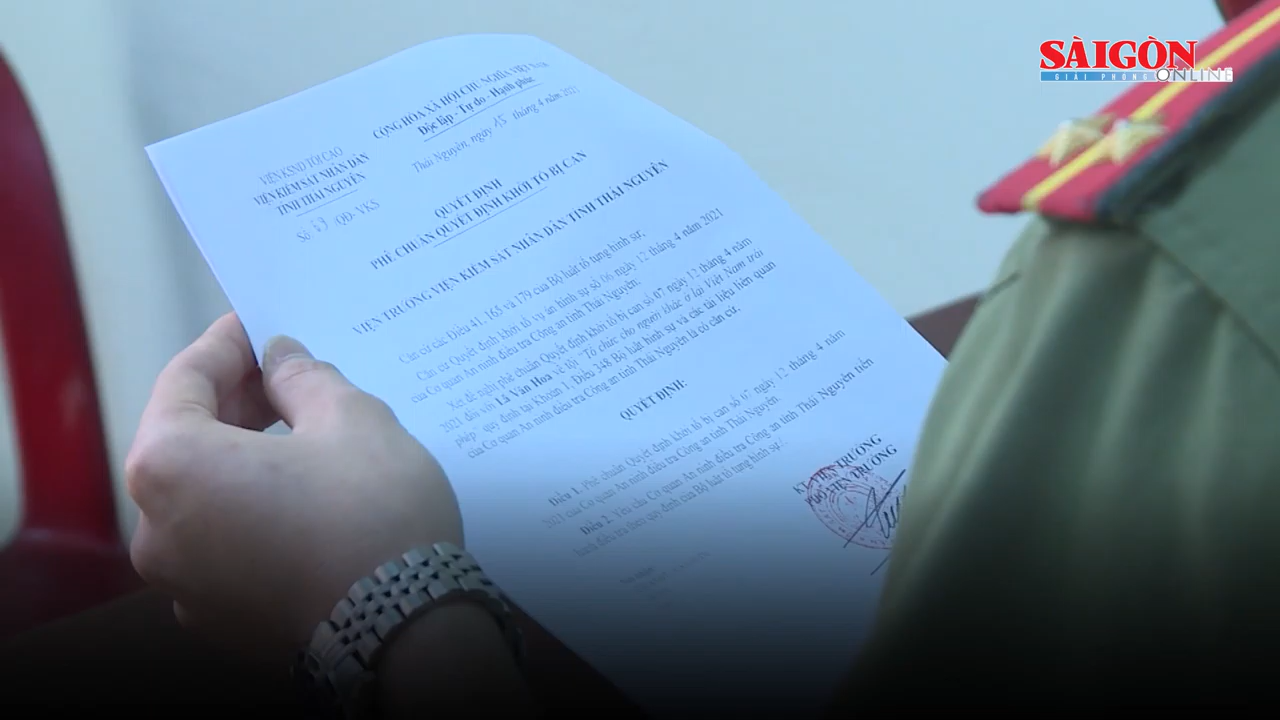 SÀIGÒN
GIẢI PHÓNG ONLINE
CỘNG HÒA XÃ HỘI CHỦ NGHĨA VIỆT NAM
Độc lập - Tự do - Hạnh phúc
Thái Nguyên, ngày 15 tháng 4 năm 2021
VIỆN KSND TỐI CAO
VIỆN KIỂM SÁT NHÂN DÂN
TỈNH THÁI NGUYÊN
Số: /QĐ- VKS
QUYẾT ĐỊNH
PHÊ CHUẨN QUYẾT ĐỊNH KHỞI TỐ BỊ CAN
VIỆN TRƯỞNG VIỆN KIỂM SÁT NHÂN DÂN TỈNH THÁI NGUYÊN
Căn cứ các Điều 41, 165 và 179 của Bộ luật tố tụng hình sự;
Căn cứ Quyết định khởi tố vụ án hình sự số 06, ngày 12 tháng 4 năm 2021
của Cơ quan An ninh điều tra Công an tỉnh Thái Nguyên.
Xét đề nghị phê chuẩn Quyết định khởi tố bị can số 07, ngày 12 tháng 4 năm
2021 đối với Lã Văn Hoa về tội "Tổ chức cho người khác ở lại Việt Nam trái
phép", quy định tại Khoản 1, Điều 348 Bộ luật hình sự và các tài liệu liên quan
của Cơ quan An ninh điều tra Công an tỉnh Thái Nguyên là có căn cứ.
QUYẾT ĐỊNH:
Điều 1. Phê chuẩn Quyết định khởi tố bị can số 07, ngày 12 tháng 4 năm
2021 của Cơ quan An ninh điều tra Công an tỉnh Thái Nguyên.
Điều 2. Yêu cầu Cơ quan An ninh điều tra Công an tỉnh Thái Nguyên tiến
hành điều tra theo quy định của Bộ luật tố tụng hình sự./.
KT. VIỆN TRƯỞNG
PHÓ VIỆN TRƯỞNG